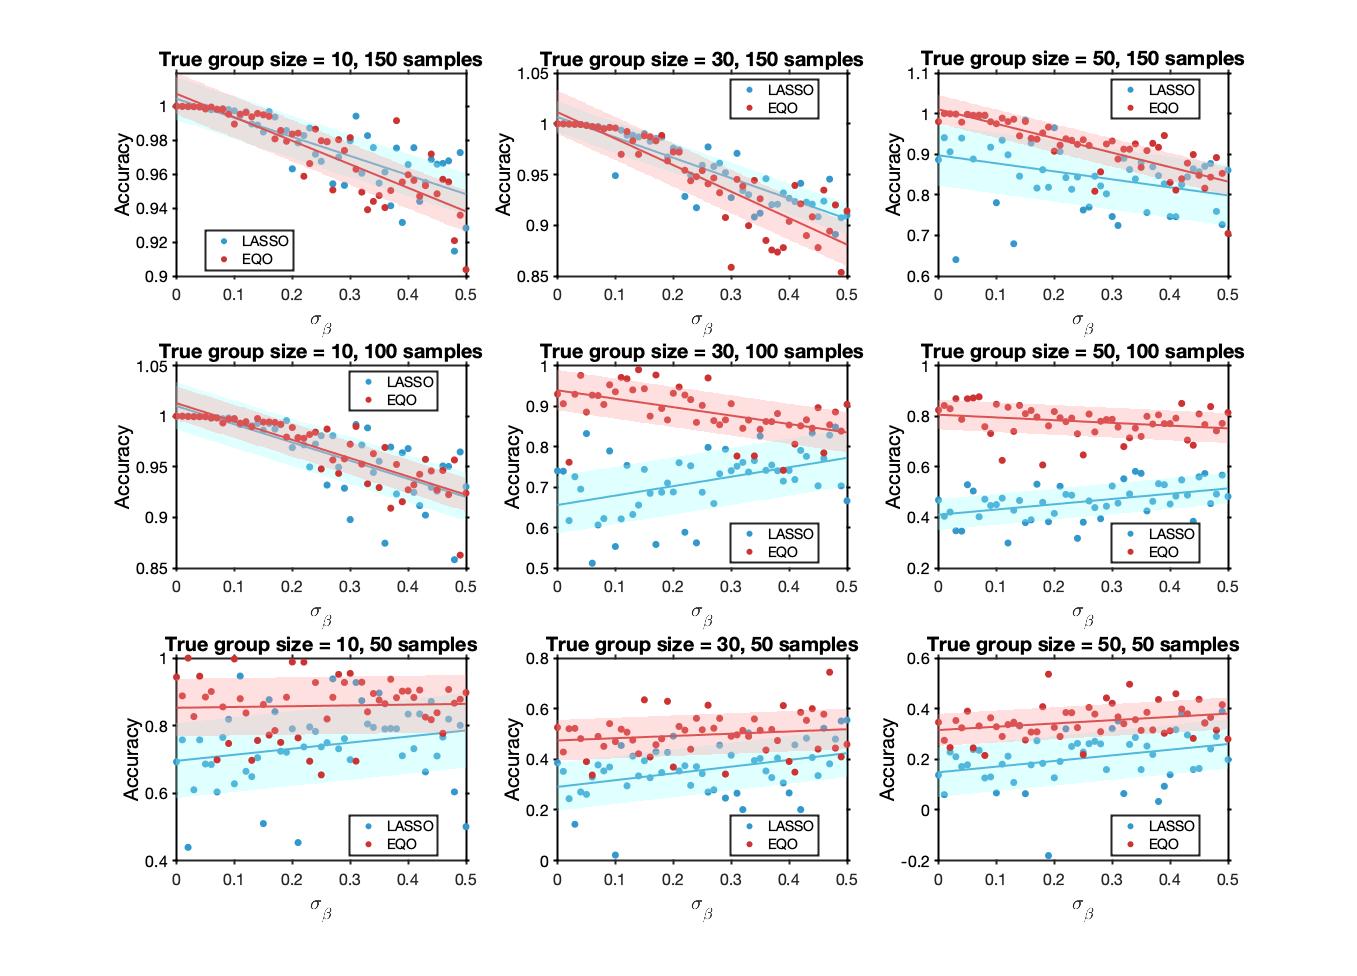 True group size = 10, 150 samples
Accuracy
1
0.98
0.96
0.94
0.92
0.9
LASSO
EQO
0 0.1 0.2 0.3 0.4 0.5
σβ
True group size = 30, 150 samples
Accuracy
1.05
1
0.95
0.9
0.85
LASSO
EQO
0 0.1 0.2 0.3 0.4 0.5
σβ
True group size = 50, 150 samples
Accuracy
1.1
1
0.9
0.8
0.7
0.6
LASSO
EQO
0 0.1 0.2 0.3 0.4 0.5
σβ
True group size = 10, 100 samples
Accuracy
1.05
1
0.95
0.9
0.85
LASSO
EQO
0 0.1 0.2 0.3 0.4 0.5
σβ
True group size = 30, 100 samples
Accuracy
1
0.9
0.8
0.7
0.6
0.5
LASSO
EQO
0 0.1 0.2 0.3 0.4 0.5
σβ
True group size = 50, 100 samples
Accuracy
1
0.8
0.6
0.4
0.2
LASSO
EQO
0 0.1 0.2 0.3 0.4 0.5
σβ
True group size = 10, 50 samples
Accuracy
1
0.8
0.6
0.4
LASSO
EQO
0 0.1 0.2 0.3 0.4 0.5
σβ
True group size = 30, 50 samples
Accuracy
0.8
0.6
0.4
0.2
0
LASSO
EQO
0 0.1 0.2 0.3 0.4 0.5
σβ
True group size = 50, 50 samples
Accuracy
0.6
0.4
0.2
0
-0.2
LASSO
EQO
0 0.1 0.2 0.3 0.4 0.5
σβ